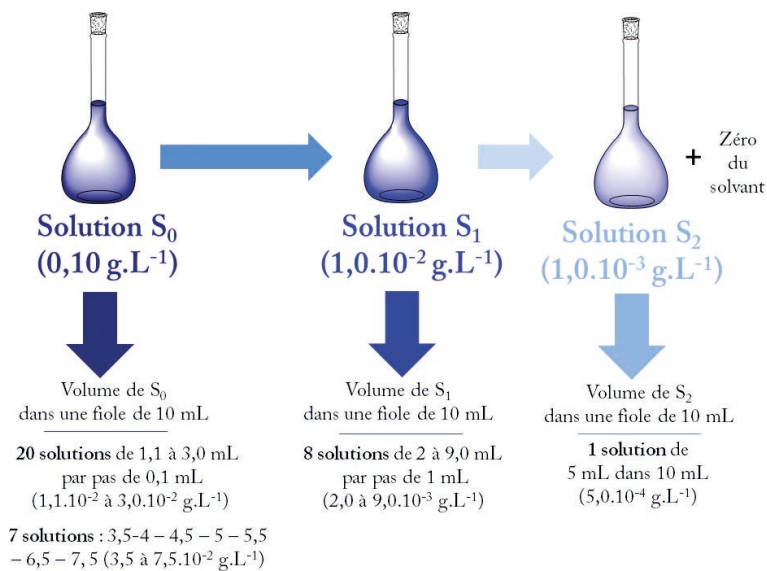 Solution S₀
(0,10 g.L⁻¹)
Solution S₁
(1,0.10⁻² g.L⁻¹)
Solution S₂
(1,0.10⁻³ g.L⁻¹)
+
Zéro
du
solvant
Volume de S₀
dans une fiole de 10 mL
20 solutions de 1,1 à 3,0 mL
par pas de 0,1 mL
(1,1.10⁻² à 3,0.10⁻² g.L⁻¹)
7 solutions : 3,5-4 – 4,5 – 5 – 5,5
– 6,5 – 7, 5 (3,5 à 7,5.10⁻² g.L⁻¹)
Volume de S₁
dans une fiole de 10 mL
8 solutions de 2 à 9,0 mL
par pas de 1 mL
(2,0 à 9,0.10⁻³ g.L⁻¹)
Volume de S₂
dans une fiole de 10 mL
1 solution de
5 mL dans 10 mL
(5,0.10⁻⁴ g.L⁻¹)